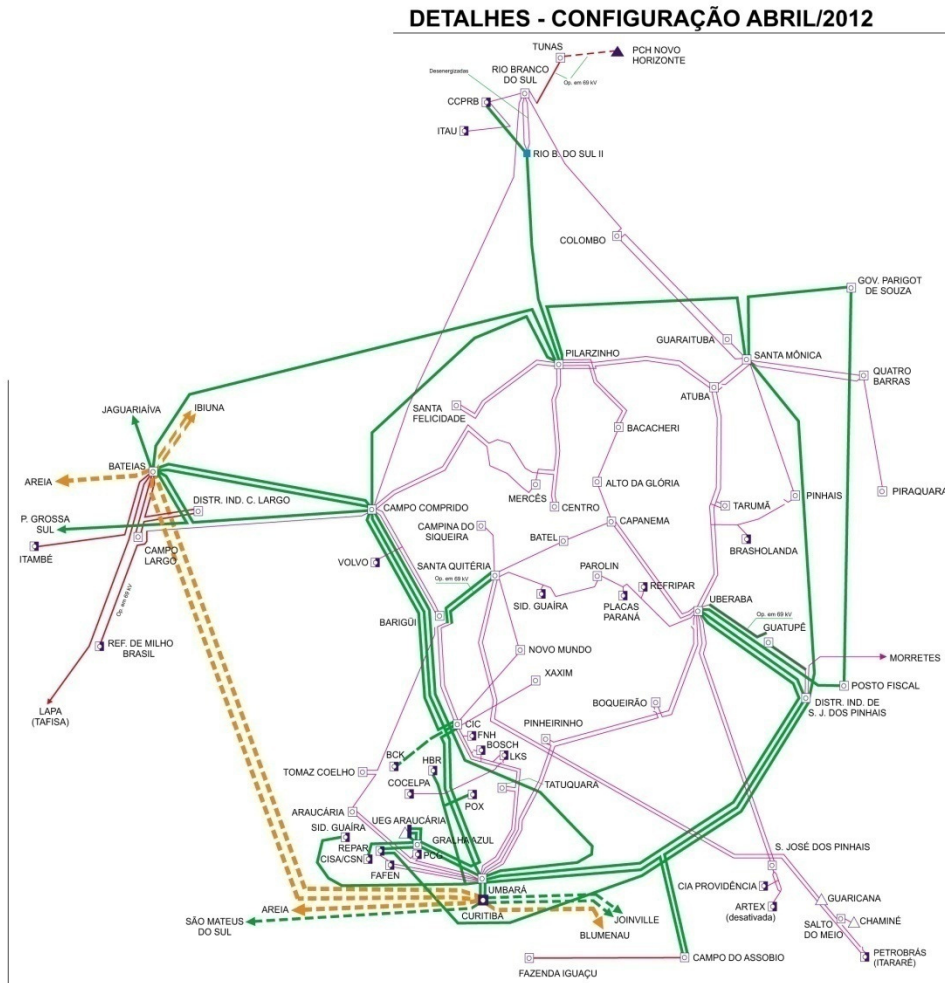 DETALHES - CONFIGURAÇÃO ABRIL/2012
TUNAS
PCH NOVO
HORIZONTE
RIO BRANCO
DO SUL
Desenergizadas
Op. em 69 kV
CCPRB
ITAU
RIO B. DO SUL II
COLOMBO
GOV. PARIGOT
DE SOUZA
GUARAITUBA
PILARZINHO
SANTA MÔNICA
QUATRO
BARRAS
ATUBA
JAGUARIAÍVA
IBIUNA
SANTA
FELICIDADE
BACACHERI
BATEIAS
AREIA
DISTR. IND. C. LARGO
MERCÊS
ALTO DA GLÓRIA
PIRAQUARA
PINHAIS
CENTRO
TARUMÃ
CAMPO COMPRIDO
P. GROSSA
SUL
CAMPINA DO
SIQUEIRA
CAPANEMA
BATEL
BRASHOLANDA
ITAMBÉ
CAMPO
LARGO
VOLVO
SANTA QUITÉRIA
Op. em 69 kV
PAROLIN
REFRIPAR
SID. GUAÍRA
PLACAS
PARANÁ
UBERABA
Op. em 69 kV
GUATUPÊ
Op. em 69 kV
BARIGÜI
REF. DE MILHO
BRASIL
NOVO MUNDO
MORRETES
XAXIM
POSTO FISCAL
LAPA
(TAFISA)
BOQUEIRÃO
DISTR. IND. DE
S. J. DOS PINHAIS
CIC
FNH
PINHEIRINHO
BOSCH
LKS
BCK
HBR
TOMAZ COELHO
COCELPA
TATUQUARA
POX
ARAUCÁRIA
UEG ARAUCÁRIA
SID. GUAÍRA
GRALHA AZUL
REPAR
CISA/CSN
PCG
FAFEN
S. JOSÉ DOS PINHAIS
CIA PROVIDÊNCIA
GUARICANA
UMBARÁ
ARTEX
(desativada)
SALTO
DO MEIO
CHAMINÉ
AREIA
CURITIBA
SÃO MATEUS
DO SUL
JOINVILLE
BLUMENAU
PETROBRÁS
(ITARARÉ)
FAZENDA IGUAÇU
CAMPO DO ASSOBIO